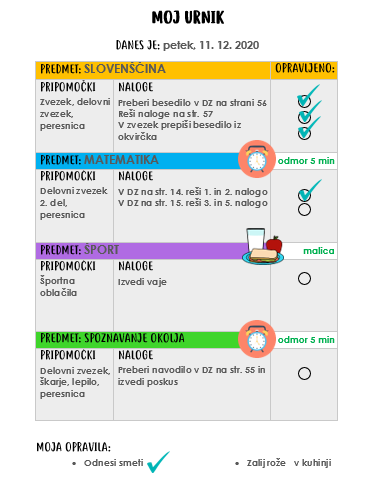 MOJ URNIK
DANES JE: petek, 11. 12. 2020
PREDMET: SLOVENŠČINA OPRAVLJENO:
PRIPOMOČKI NALOGE
Zvezek, delovni zvezek, peresnica
Preberi besedilo v DZ na strani 56
Reši naloge na str. 57
V zvezek prepiši besedilo iz okvirčka
PREDMET: MATEMATIKA odmor 5 min
PRIPOMOČKI NALOGE
Delovni zvezek 2. del, peresnica
V DZ na str. 14. reši 1. in 2. nalogo
V DZ na str. 15. reši 3. in 5. nalogo
PREDMET: ŠPORT malica
PRIPOMOČKI NALOGE
Športna oblačila
Izvedi vaje
PREDMET: SPOZNAVANJE OKOLJA odmor 5 min
PRIPOMOČKI NALOGE
Delovni zvezek, škarje, lepilo, peresnica
Preberi navodilo v DZ na str. 55 in izvedi poskus
MOJA OPRAVILA:
• Odnesi smeti
• Zalij rože v kuhinji